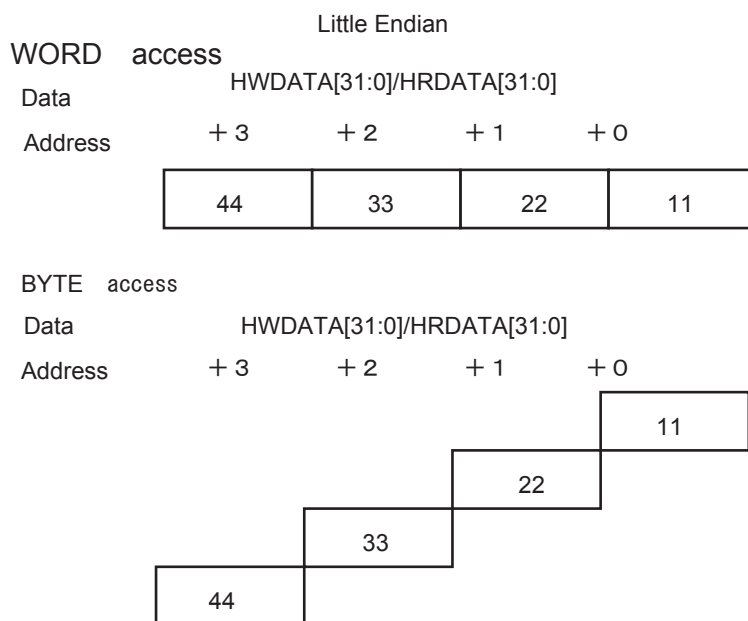 Little Endian
WORD access
Data HWDATA[31:0]/HRDATA[31:0]
Address +3 +2 +1 +0
44 33 22 11
BYTE access
Data HWDATA[31:0]/HRDATA[31:0]
Address +3 +2 +1 +0
11
22
33
44